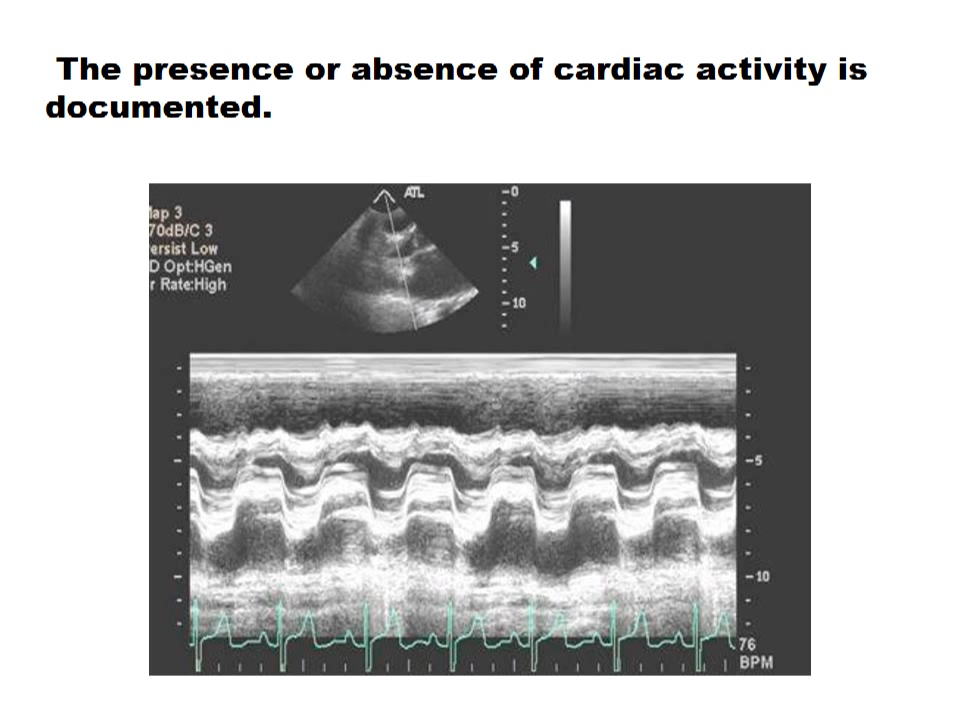 The presence or absence of cardiac activity is
documented.
ATL
0
ap 3
70dB/C 3
ersist Low
D Opt:HGen
r Rate:High
5
10
5
10
76
BPM